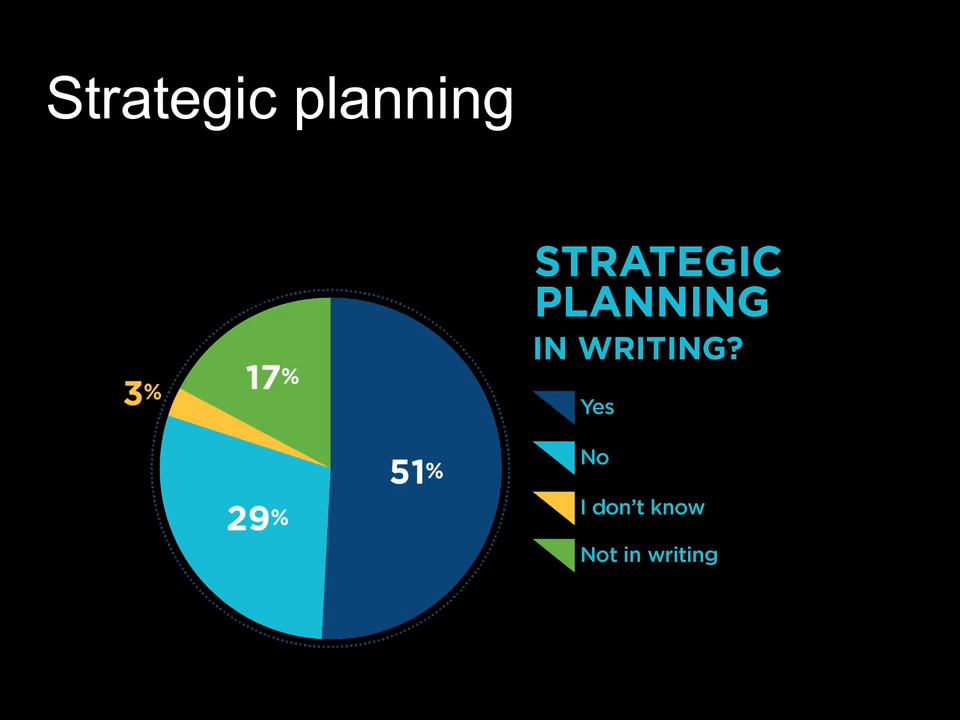 Strategic planning
STRATEGIC
PLANNING
IN WRITING?
17%
3%
51%
29%
Yes
No
I don’t know
Not in writing